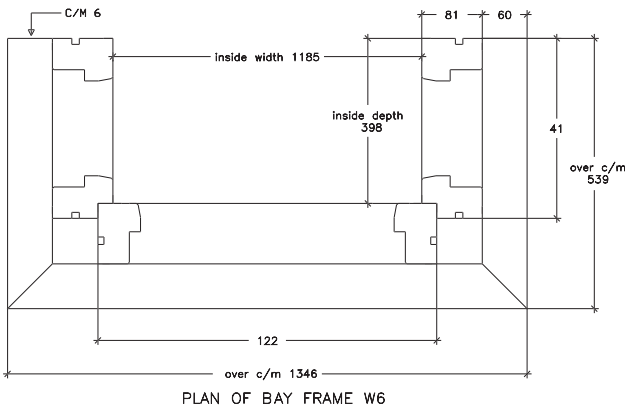 C/M 6
81
60
inside width 1185
inside depth
398
41
over c/m
539
122
over c/m 1346
PLAN OF BAY FRAME W6